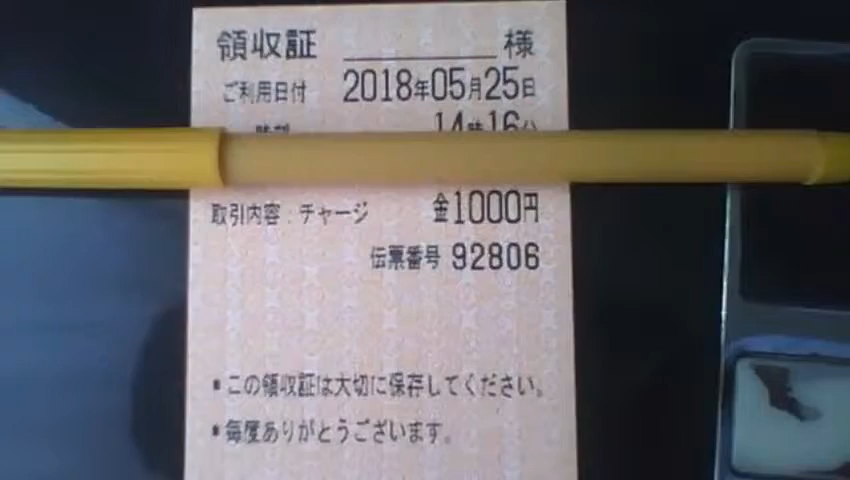 領収証 様
ご利用日付 2018年05月25日
時刻 14時16分
取引内容：チャージ 金1000円
伝票番号 92806
*この領収証は大切に保存してください。
*毎度ありがとうございます。